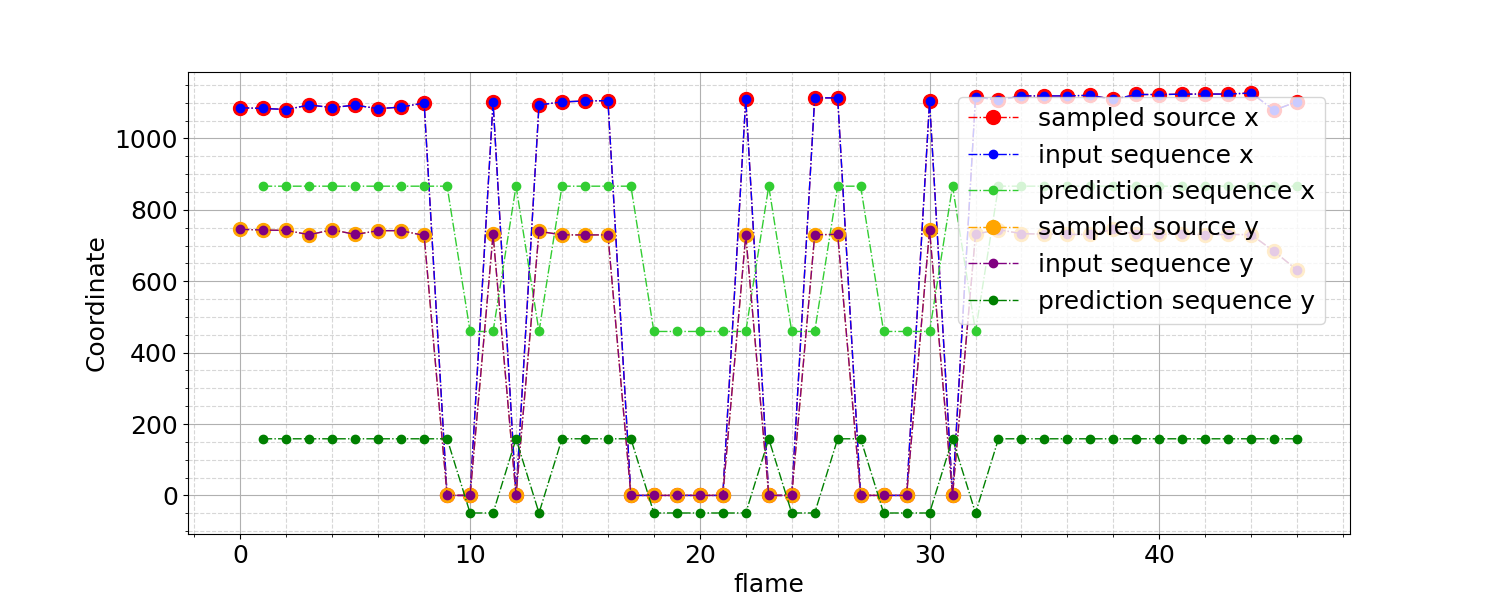 1000
800
600
400
200
0
Coordinate
0 10 20 30 40
flame
sampled source x
input sequence x
prediction sequence x
sampled source y
input sequence y
prediction sequence y